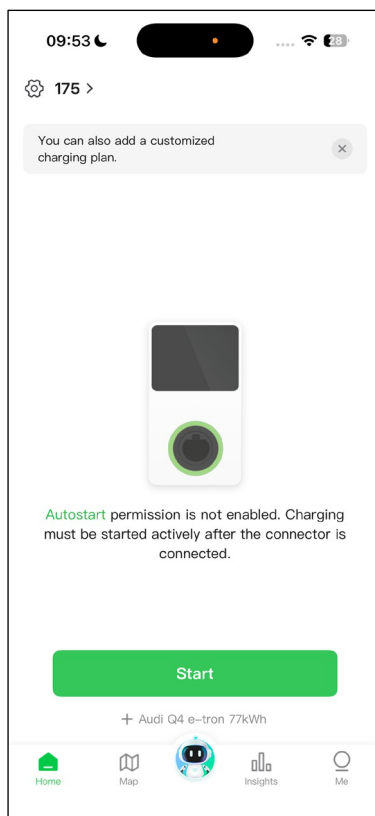 09:53
28
175 >
You can also add a customized
charging plan.
Autostart permission is not enabled. Charging
must be started actively after the connector is
connected.
Start
+ Audi Q4 e-tron 77kWh
Home
Map
Insights
Me